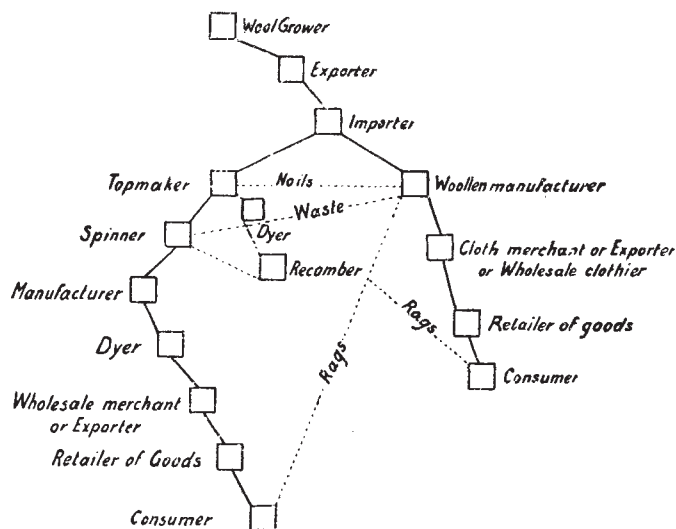 Wool Grower
Exporter
Importer
Topmaker
Noils
Woollen manufacturer
Waste
Spinner
Dyer
Cloth merchant or Exporter
or Wholesale clothier
Recomber
Manufacturer
Rags
Retailer of goods
Dyer
Rags
Consumer
Wholesale merchant
or Exporter
Retailer of Goods
Consumer